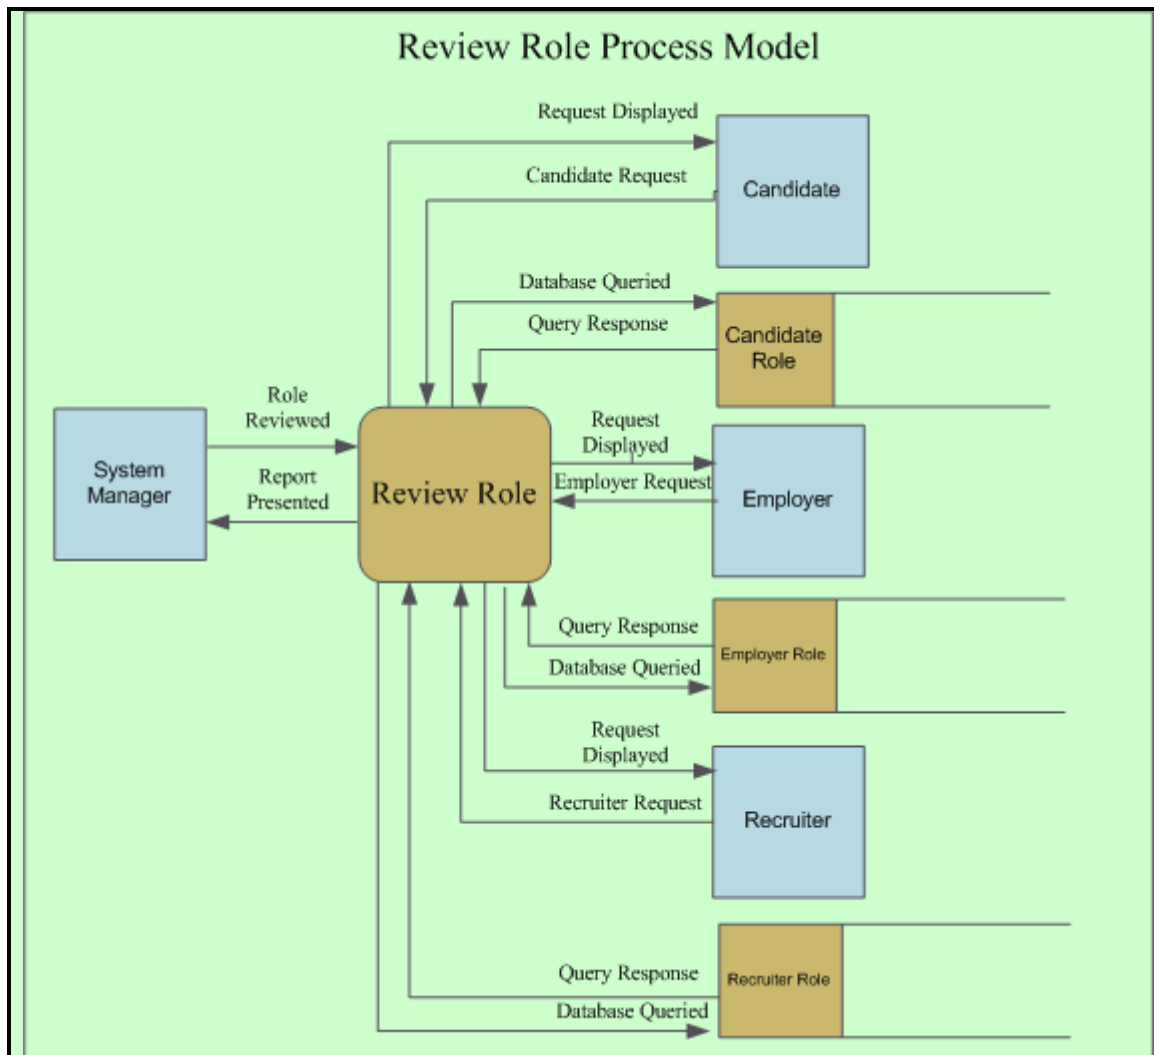 Review Role Process Model
Request Displayed
Candidate Request
Candidate
Database Queried
Query Response
Candidate
Role
Role
Reviewed
Report
Presented
System
Manager
Review Role
Request
Displayed
Employer Request
Employer
Query Response
Database Queried
Employer Role
Request
Displayed
Recruiter Request
Recruiter
Query Response
Database Queried
Recruiter Role